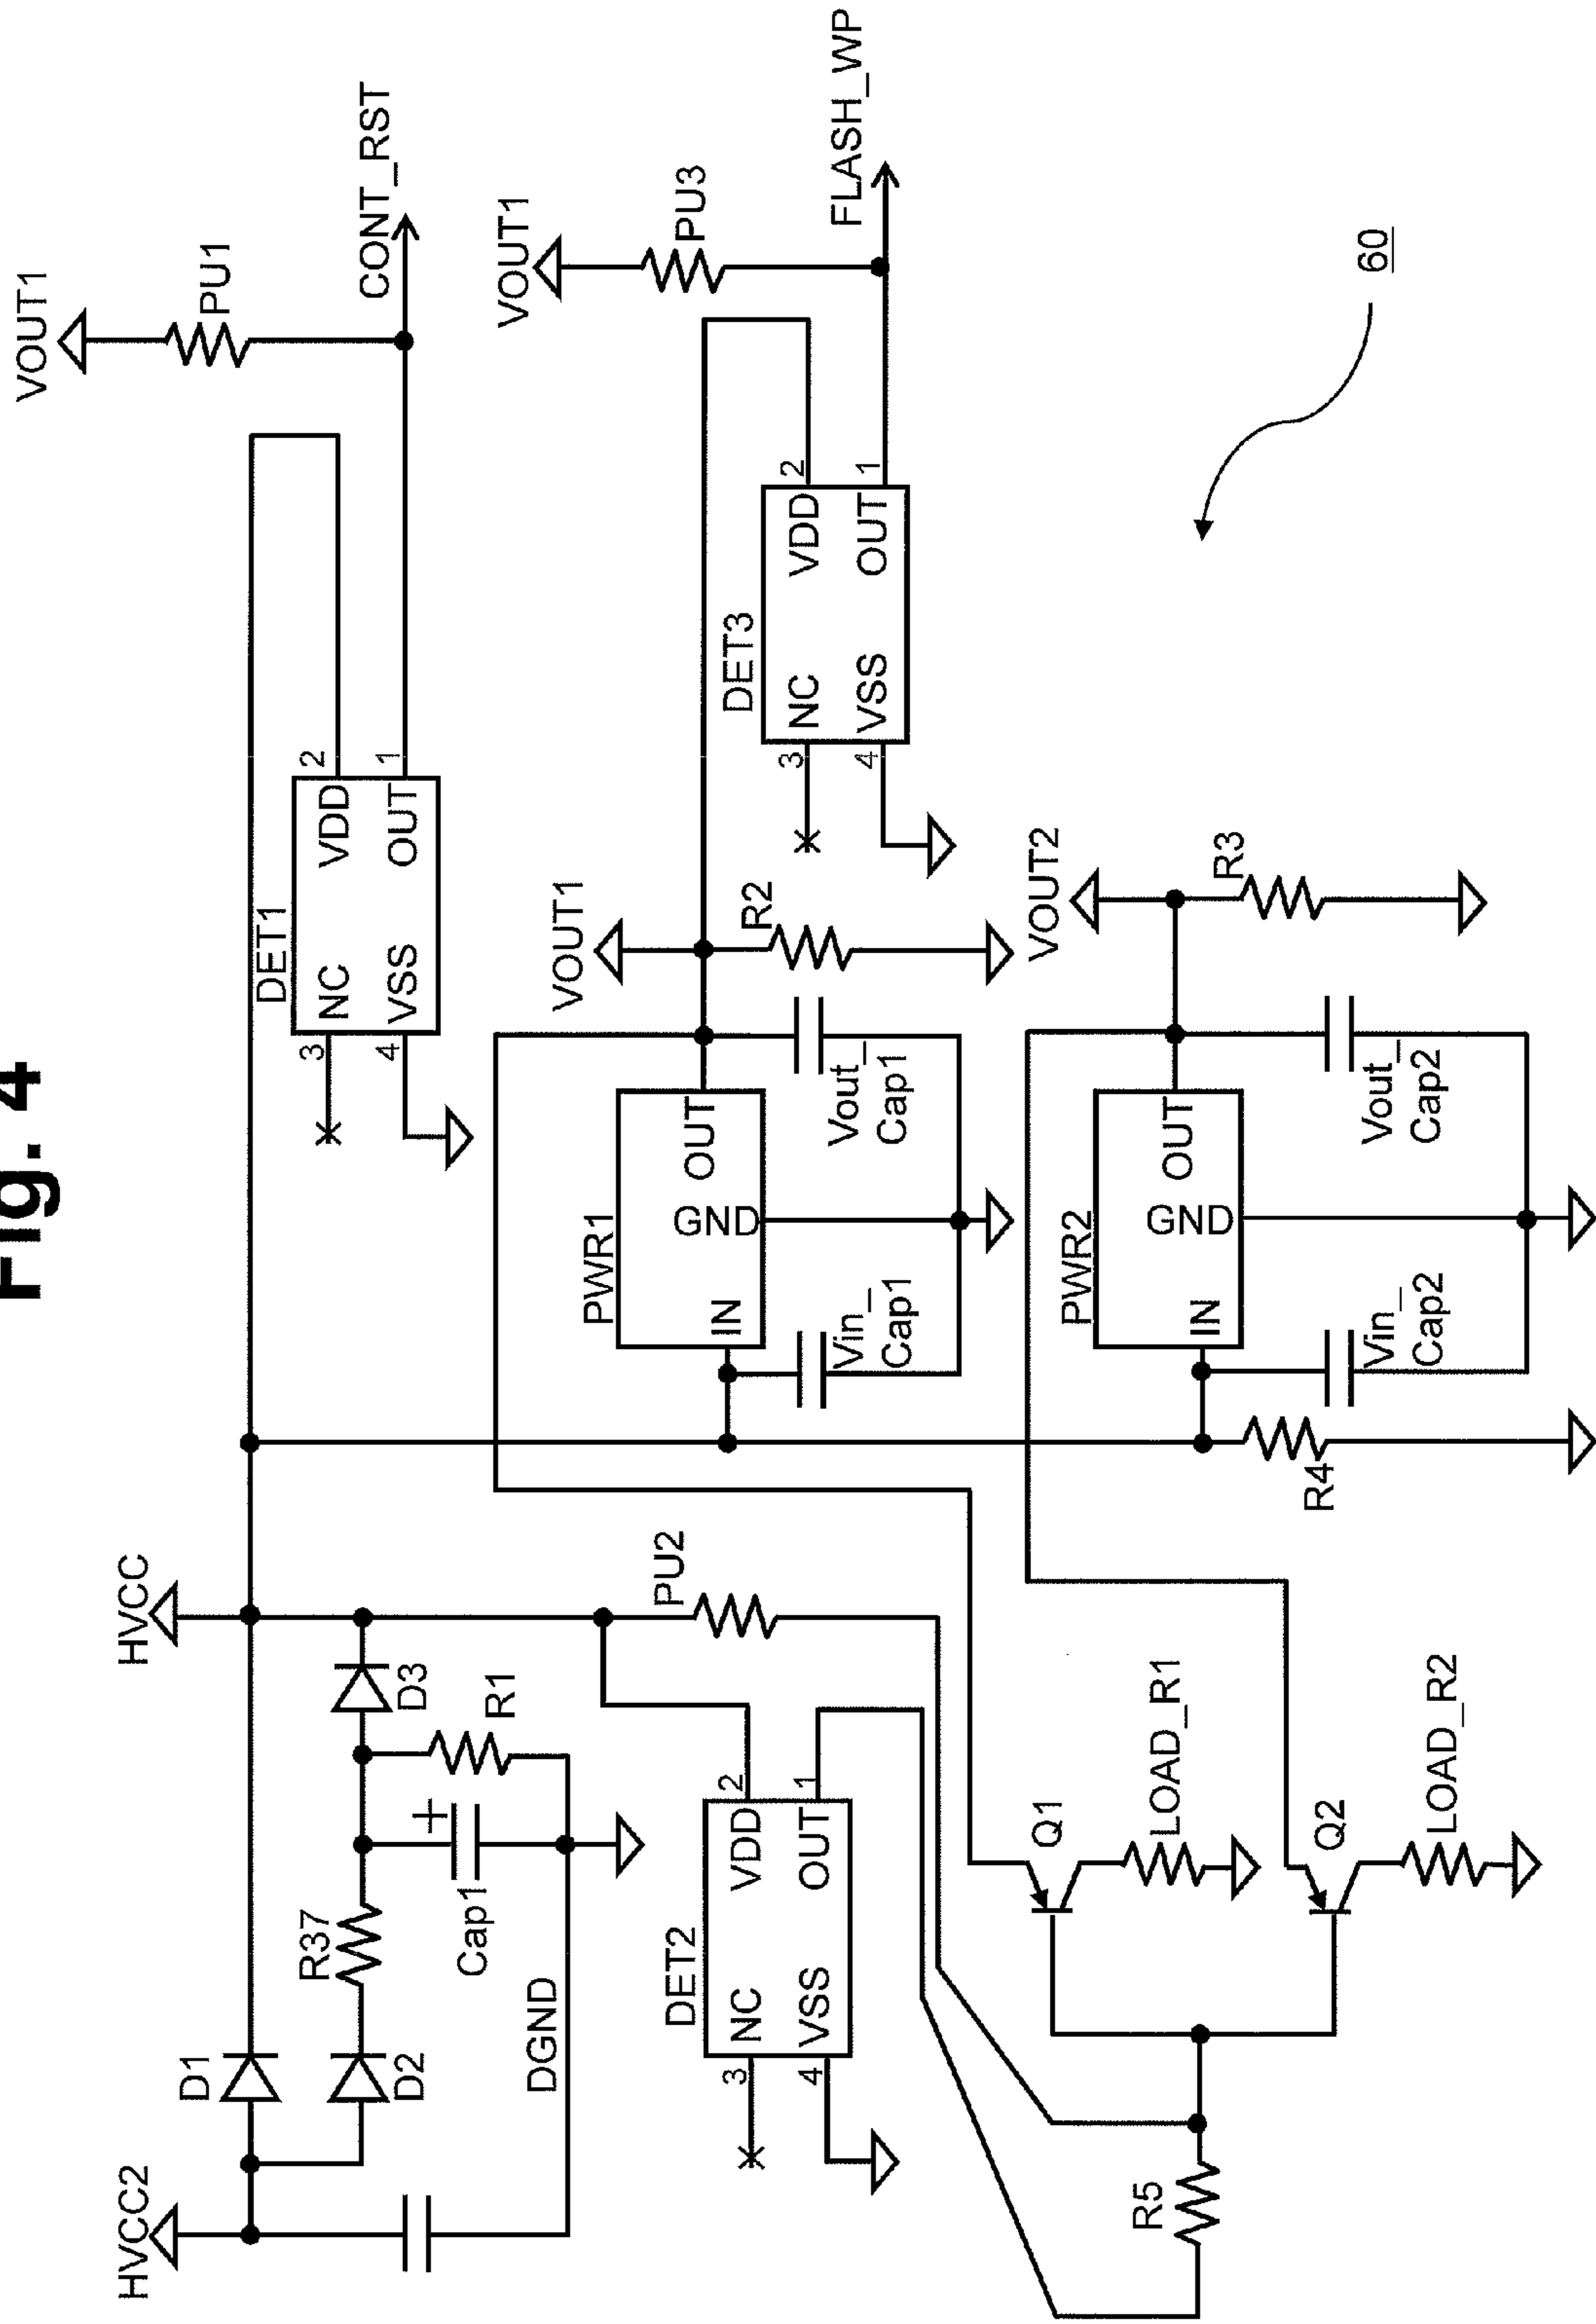 Fig. 4
HVCC2
HVCC
VOUT1
D1
D2
R37
Cap1
+
D3
R1
DGND
DET1
NC
VDD
VSS
OUT
3
4
2
1
PU1
CONT_RST
DET2
NC
VDD
VSS
OUT
3
4
2
1
PU2
PWR1
IN
GND
OUT
Vin_
Cap1
Vout_
Cap1
VOUT1
R2
DET3
NC
VDD
VSS
OUT
3
4
2
1
VOUT1
PU3
FLASH_WP
R5
Q1
LOAD_R1
Q2
LOAD_R2
R4
PWR2
IN
GND
OUT
Vin_
Cap2
Vout_
Cap2
VOUT2
R3
60